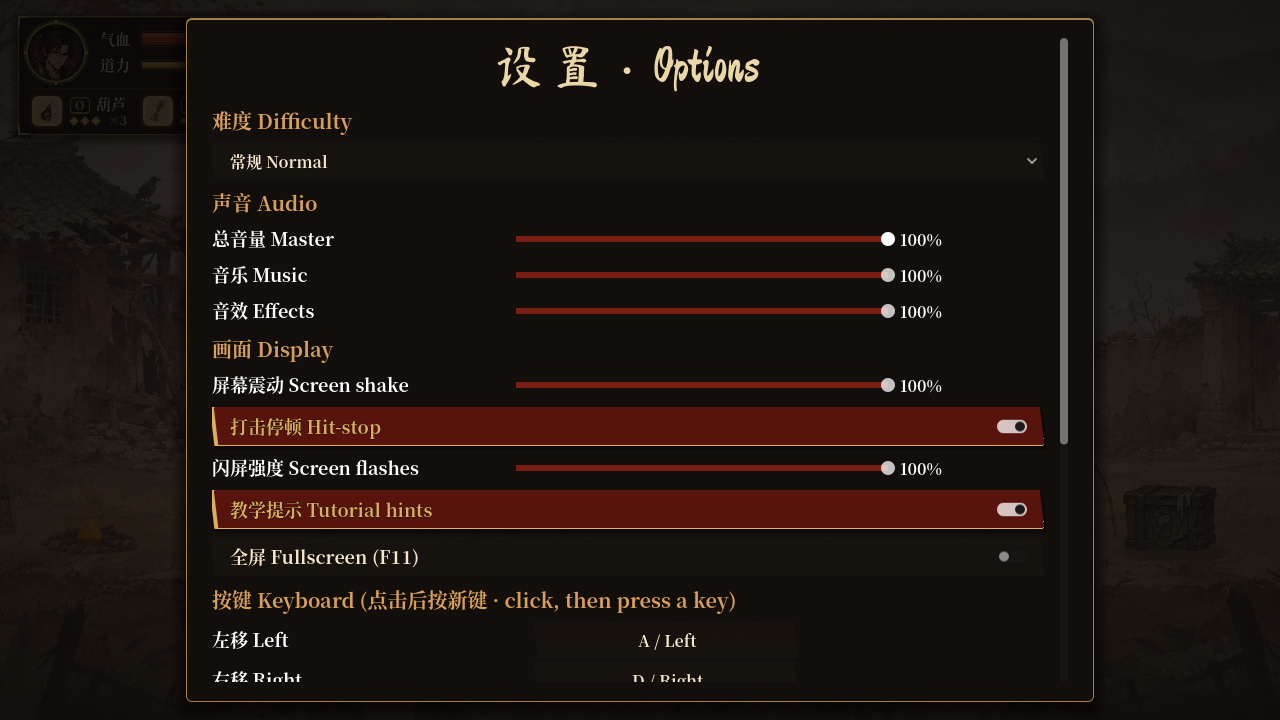 气血
道力
O 葫芦
×3
设置 · Options
难度 Difficulty
常规 Normal
声音 Audio
总音量 Master 100%
音乐 Music 100%
音效 Effects 100%
画面 Display
屏幕震动 Screen shake 100%
打击停顿 Hit-stop
闪屏强度 Screen flashes 100%
教学提示 Tutorial hints
全屏 Fullscreen (F11)
按键 Keyboard (点击后按新键 · click, then press a key)
左移 Left A / Left
右移 Right D / Right